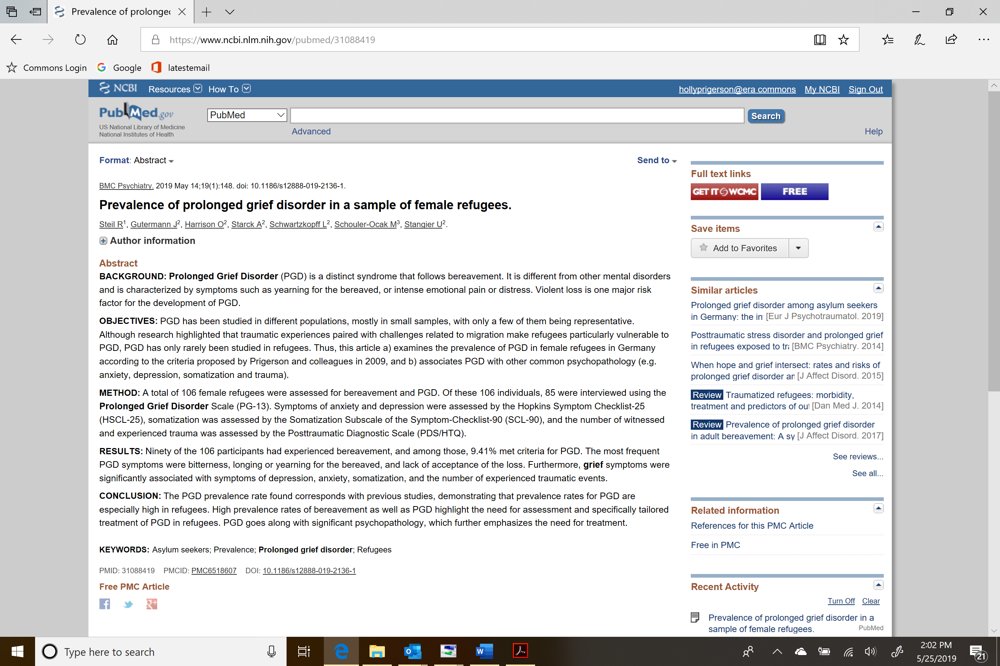 Prevalence of prolonged
https://www.ncbi.nlm.nih.gov/pubmed/31088419
Commons Login Google latestemail
NCBI Resources How To hollyprigerson@era commons My NCBI Sign Out
PubMed.gov
US National Library of Medicine
National Institutes of Health
PubMed
Search
Advanced
Help
Format: Abstract
Send to
BMC Psychiatry. 2019 May 14;19(1):148. doi: 10.1186/s12888-019-2136-1.
Prevalence of prolonged grief disorder in a sample of female refugees.
Steil R1, Gutermann J2, Harrison O2, Starck A2, Schwartzkopff L2, Schouler-Ocak M3, Stangier U2.
Author information
Abstract
BACKGROUND: Prolonged Grief Disorder (PGD) is a distinct syndrome that follows bereavement. It is different from other mental disorders
and is characterized by symptoms such as yearning for the bereaved, or intense emotional pain or distress. Violent loss is one major risk
factor for the development of PGD.
OBJECTIVES: PGD has been studied in different populations, mostly in small samples, with only a few of them being representative.
Although research highlighted that traumatic experiences paired with challenges related to migration make refugees particularly vulnerable to
PGD, PGD has only rarely been studied in refugees. Thus, this article a) examines the prevalence of PGD in female refugees in Germany
according to the criteria proposed by Prigerson and colleagues in 2009, and b) associates PGD with other common psychopathology (e.g.
anxiety, depression, somatization and trauma).
METHOD: A total of 106 female refugees were assessed for bereavement and PGD. Of these 106 individuals, 85 were interviewed using the
Prolonged Grief Disorder Scale (PG-13). Symptoms of anxiety and depression were assessed by the Hopkins Symptom Checklist-25
(HSCL-25), somatization was assessed by the Somatization Subscale of the Symptom-Checklist-90 (SCL-90), and the number of witnessed
and experienced trauma was assessed by the Posttraumatic Diagnostic Scale (PDS/HTQ).
RESULTS: Ninety of the 106 participants had experienced bereavement, and among those, 9.41% met criteria for PGD. The most frequent
PGD symptoms were bitterness, longing or yearning for the bereaved, and lack of acceptance of the loss. Furthermore, grief symptoms were
significantly associated with symptoms of depression, anxiety, somatization, and the number of experienced traumatic events.
CONCLUSION: The PGD prevalence rate found corresponds with previous studies, demonstrating that prevalence rates for PGD are
especially high in refugees. High prevalence rates of bereavement as well as PGD highlight the need for assessment and specifically tailored
treatment of PGD in refugees. PGD goes along with significant psychopathology, which further emphasizes the need for treatment.
KEYWORDS: Asylum seekers; Prevalence; Prolonged grief disorder; Refugees
PMID: 31088419 PMCID: PMC6518607 DOI: 10.1186/s12888-019-2136-1
Free PMC Article
Full text links
GET IT WCMC FREE
Save items
Add to Favorites
Similar articles
Prolonged grief disorder among asylum seekers
in Germany: the in [Eur J Psychotraumatol. 2019]
Posttraumatic stress disorder and prolonged grief
in refugees exposed to tra [BMC Psychiatry. 2014]
When hope and grief intersect: rates and risks of
prolonged grief disorder an [J Affect Disord. 2015]
Review Traumatized refugees: morbidity,
treatment and predictors of out [Dan Med J. 2014]
Review Prevalence of prolonged grief disorder
in adult bereavement: A sy [J Affect Disord. 2017]
See reviews...
See all...
Related information
References for this PMC Article
Free in PMC
Recent Activity
Turn Off Clear
Prevalence of prolonged grief disorder in a
sample of female refugees. PubMed
Type here to search
2:02 PM
5/25/2019
21